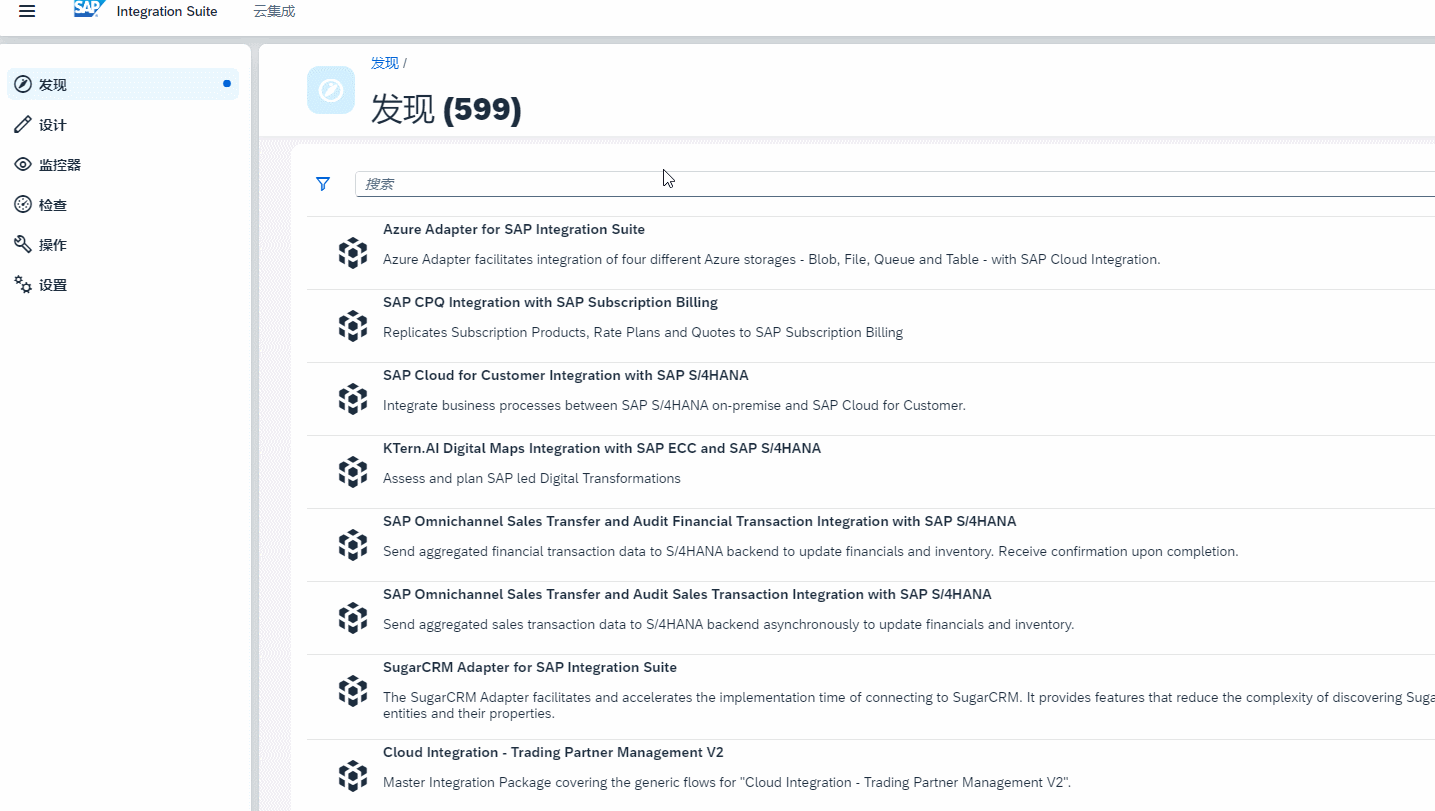 SAP Integration Suite 云集成
发现
设计
监控器
检查
操作
设置
发现 /
发现 (599)
搜索
Azure Adapter for SAP Integration Suite
Azure Adapter facilitates integration of four different Azure storages - Blob, File, Queue and Table - with SAP Cloud Integration.
SAP CPQ Integration with SAP Subscription Billing
Replicates Subscription Products, Rate Plans and Quotes to SAP Subscription Billing
SAP Cloud for Customer Integration with SAP S/4HANA
Integrate business processes between SAP S/4HANA on-premise and SAP Cloud for Customer.
KTern.AI Digital Maps Integration with SAP ECC and SAP S/4HANA
Assess and plan SAP led Digital Transformations
SAP Omnichannel Sales Transfer and Audit Financial Transaction Integration with SAP S/4HANA
Send aggregated financial transaction data to S/4HANA backend to update financials and inventory. Receive confirmation upon completion.
SAP Omnichannel Sales Transfer and Audit Sales Transaction Integration with SAP S/4HANA
Send aggregated sales transaction data to S/4HANA backend asynchronously to update financials and inventory.
SugarCRM Adapter for SAP Integration Suite
The SugarCRM Adapter facilitates and accelerates the implementation time of connecting to SugarCRM. It provides features that reduce the complexity of discovering
entities and their properties.
Cloud Integration - Trading Partner Management V2
Master Integration Package covering the generic flows for "Cloud Integration - Trading Partner Management V2".